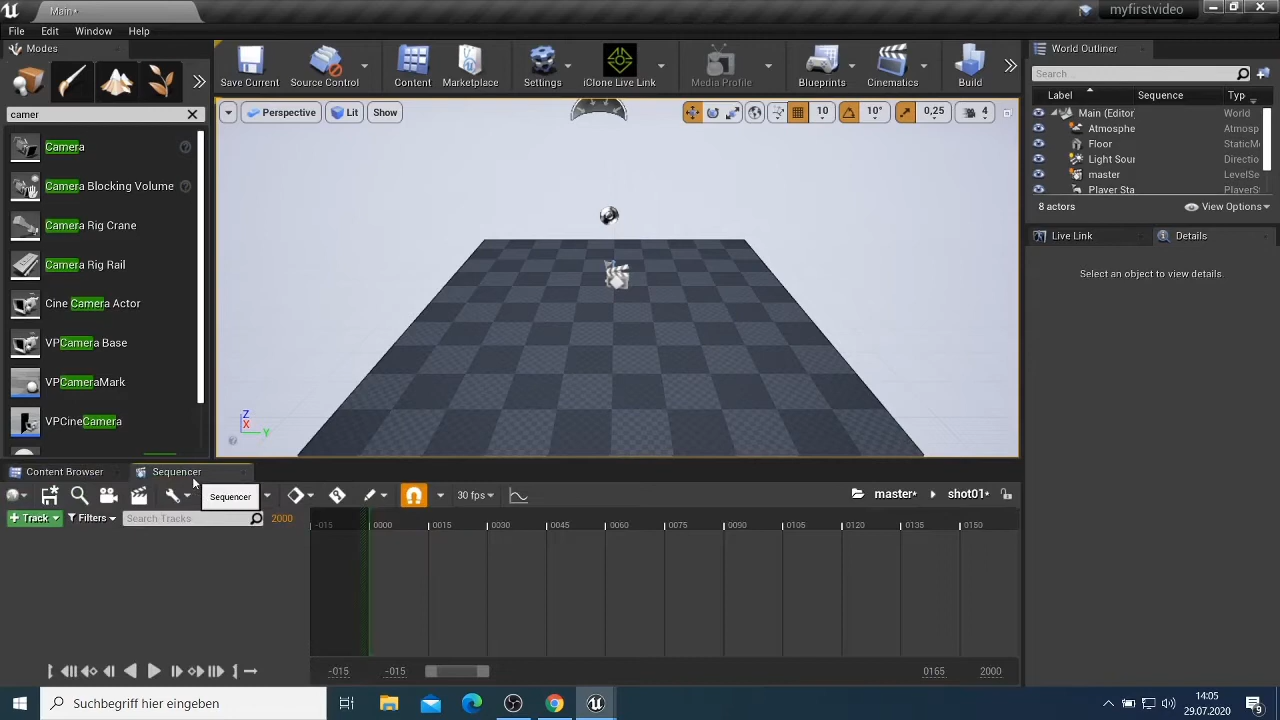 Main*
myfirstvideo
File Edit Window Help
Modes
World Outliner
Save Current Source Control Content Marketplace Settings iClone Live Link Media Profile Blueprints Cinematics Build
Search...
Label Sequence Typ
camer
Perspective Lit Show 10 10° 0,25 4
Main (Editor World
Atmosphe Atmosp
Floor StaticMe
Light Sour Directio
master LevelSe
Player Sta PlayerS
8 actors View Options
Camera
Camera Blocking Volume
Camera Rig Crane
Camera Rig Rail
Cine Camera Actor
VPCamera Base
VPCameraMark
VPCineCamera
Live Link Details
Select an object to view details.
Z
X
Y
Content Browser Sequencer
Sequencer
30 fps master* shot01*
Track Filters Search Tracks 2000
-015 0000 0015 0030 0045 0060 0075 0090 0105 0120 0135 0150
-015 -015 0165 2000
Suchbegriff hier eingeben
14:05
29.07.2020
9